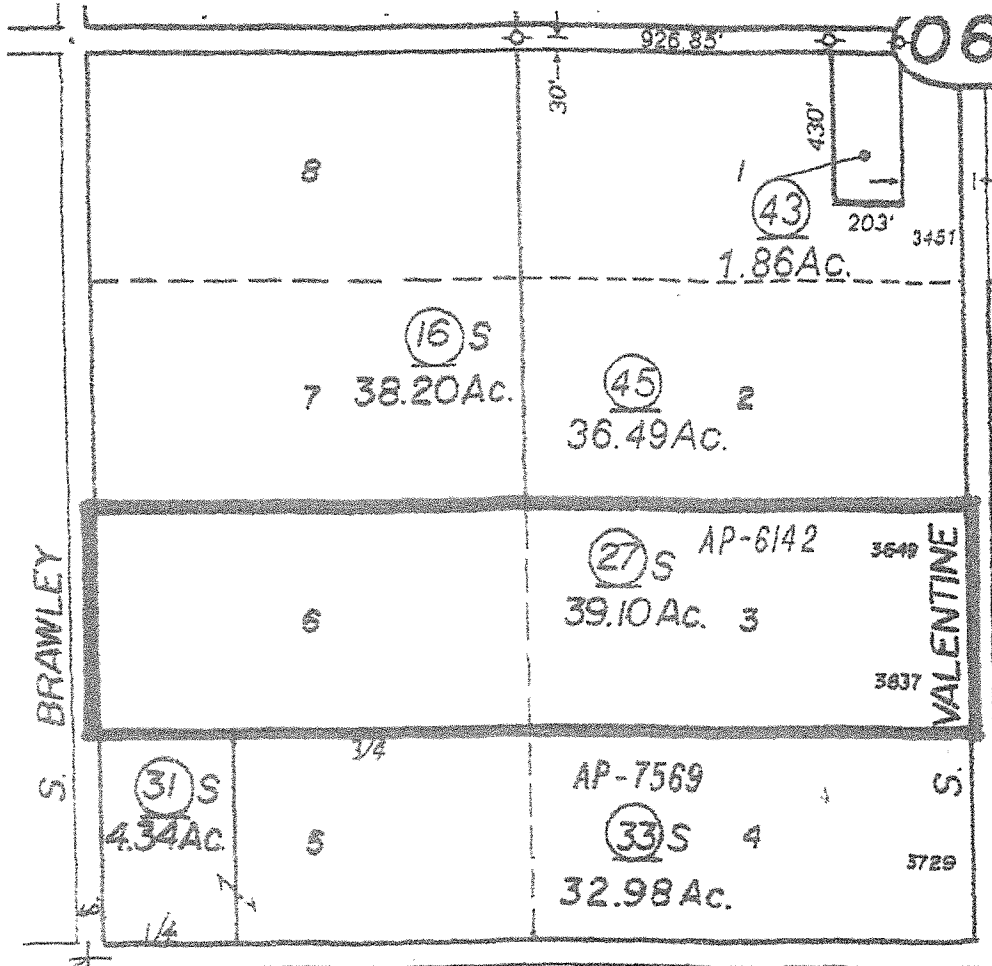 926.85'
06
30'
430'
8
1
43
203'
3451
1.86Ac.
16 S
7
38.20Ac.
45
2
36.49Ac.
AP-6142
3649
27 S
6
39.10Ac.
3
3637
S. BRAWLEY
S. VALENTINE
3/4
31 S
4.34Ac.
AP-7569
5
33 S
4
3729
32.98Ac.
1/4